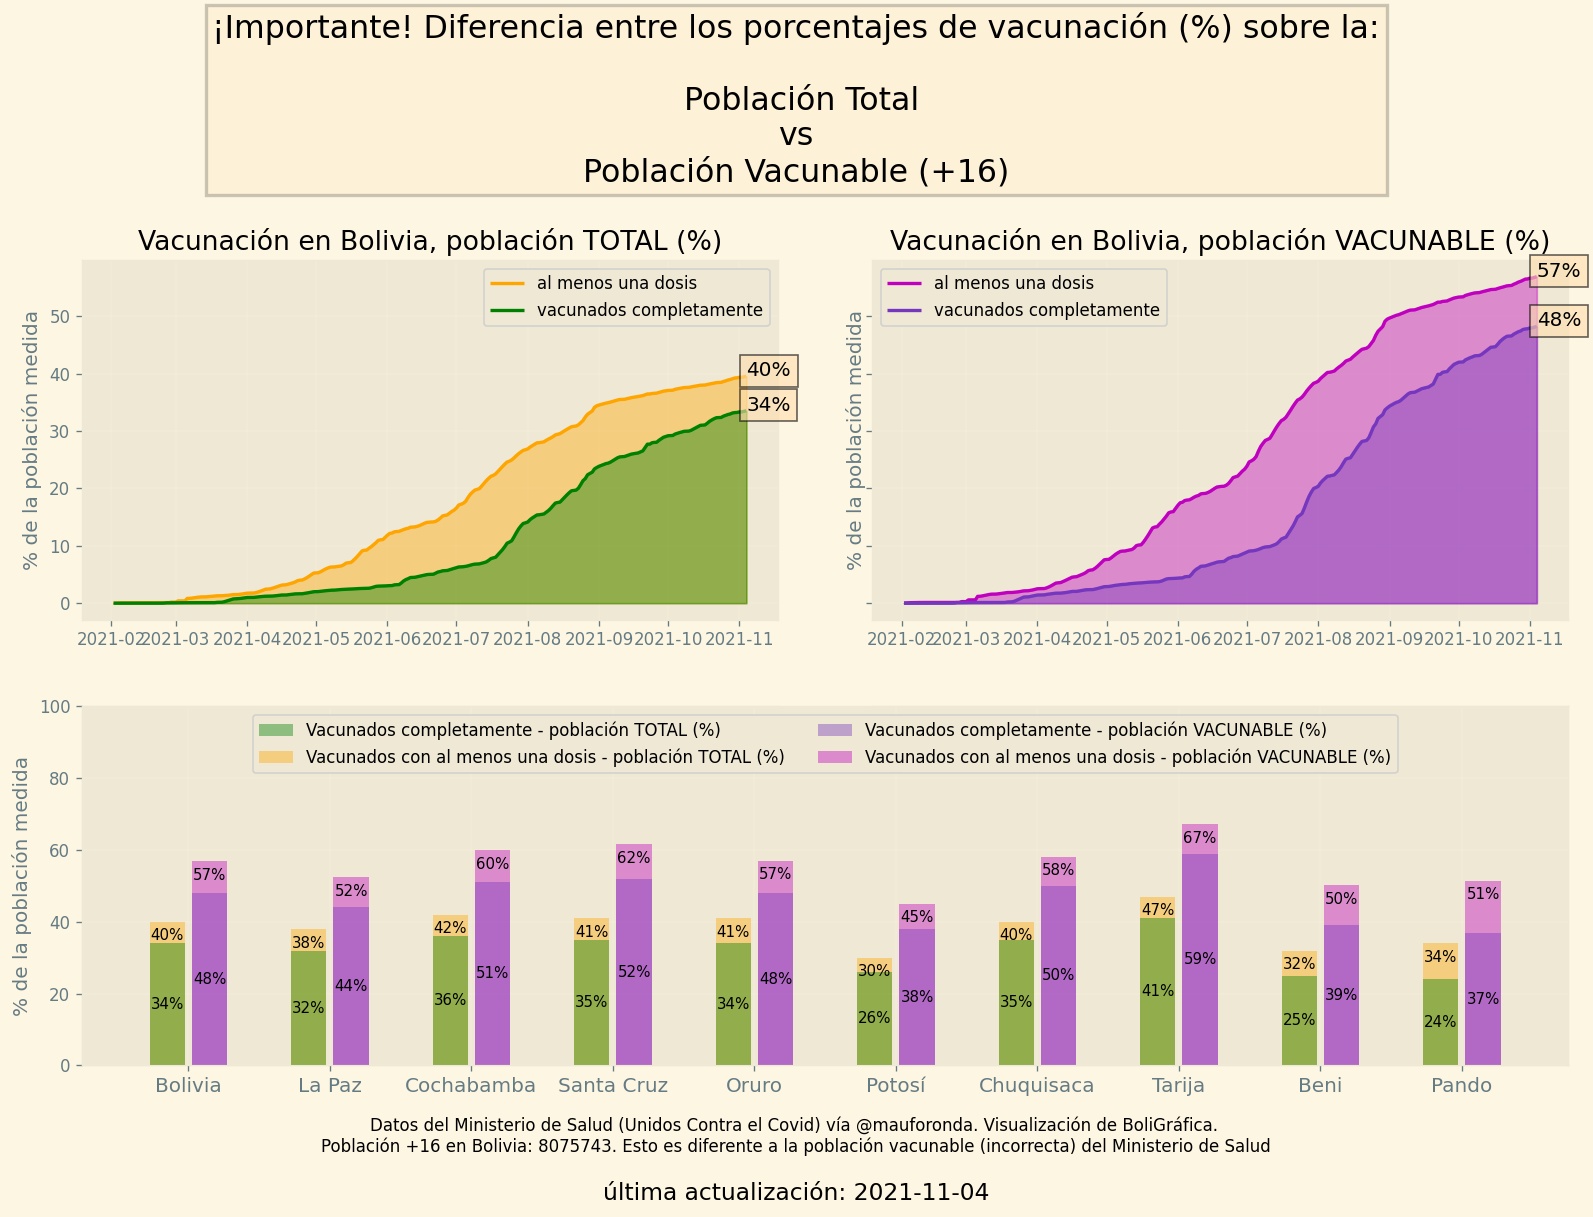 ¡Importante! Diferencia entre los porcentajes de vacunación (%) sobre la:
Población Total
vs
Población Vacunable (+16)
Vacunación en Bolivia, población TOTAL (%)
% de la población medida
al menos una dosis
vacunados completamente
50
40
30
20
10
0
40%
34%
2021-02 2021-03 2021-04 2021-05 2021-06 2021-07 2021-08 2021-09 2021-10 2021-11
Vacunación en Bolivia, población VACUNABLE (%)
% de la población medida
al menos una dosis
vacunados completamente
57%
48%
2021-02 2021-03 2021-04 2021-05 2021-06 2021-07 2021-08 2021-09 2021-10 2021-11
% de la población medida
100
80
60
40
20
0
Vacunados completamente - población TOTAL (%)
Vacunados con al menos una dosis - población TOTAL (%)
Vacunados completamente - población VACUNABLE (%)
Vacunados con al menos una dosis - población VACUNABLE (%)
40% 57% 38% 52% 42% 60% 41% 62% 41% 57% 30% 45% 40% 58% 47% 67% 32% 50% 34% 51%
34% 48% 32% 44% 36% 51% 35% 52% 34% 48% 26% 38% 35% 50% 41% 59% 25% 39% 24% 37%
Bolivia La Paz Cochabamba Santa Cruz Oruro Potosí Chuquisaca Tarija Beni Pando
Datos del Ministerio de Salud (Unidos Contra el Covid) vía @mauforonda. Visualización de BoliGráfica.
Población +16 en Bolivia: 8075743. Esto es diferente a la población vacunable (incorrecta) del Ministerio de Salud
última actualización: 2021-11-04